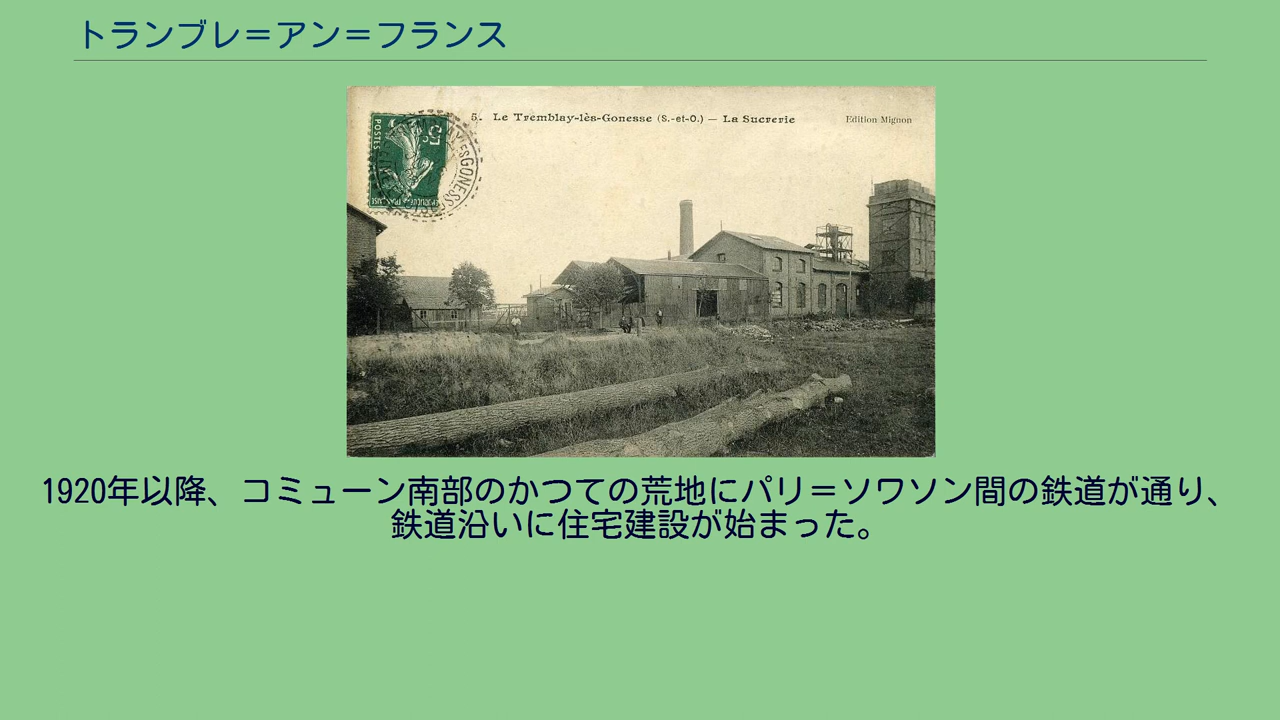 トランブレ＝アン＝フランス
5. Le Tremblay-lès-Gonesse (S.-et-O.) — La Sucrerie
Edition Mignon
POSTES
GONESSE
1920年以降、コミューン南部のかつての荒地にパリ＝ソワソン間の鉄道が通り、
鉄道沿いに住宅建設が始まった。